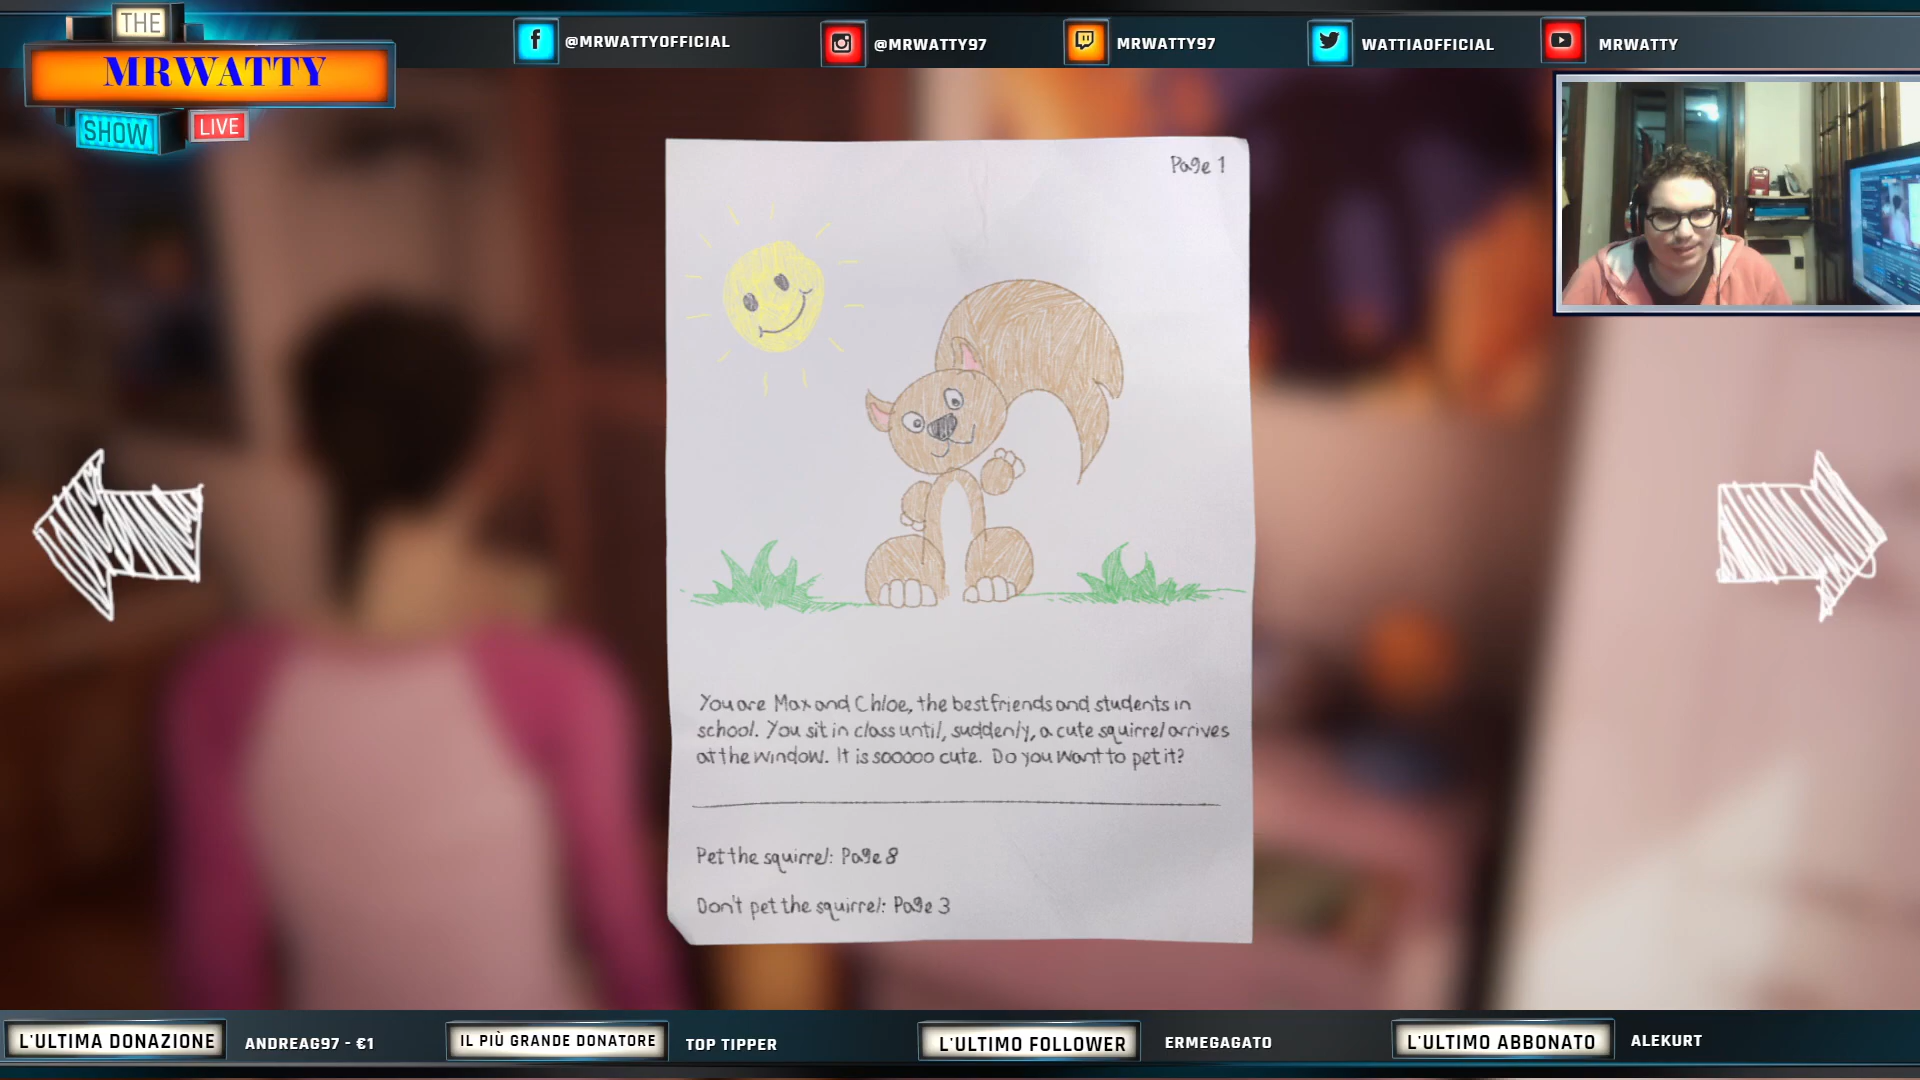 THE
MRWATTY
SHOW
LIVE
@MRWATTYOFFICIAL
@MRWATTY97
MRWATTY97
WATTIAOFFICIAL
MRWATTY
Page 1
You are Max and Chloe, the best friends and students in
school. You sit in class until, suddenly, a cute squirrel arrives
at the window. It is sooooo cute. Do you want to pet it?
Pet the squirrel: Page 8
Don't pet the squirrel: Page 3
L'ULTIMA DONAZIONE
ANDREAG97 - €1
IL PIÙ GRANDE DONATORE
TOP TIPPER
L'ULTIMO FOLLOWER
ERMEGAGATO
L'ULTIMO ABBONATO
ALEKURT